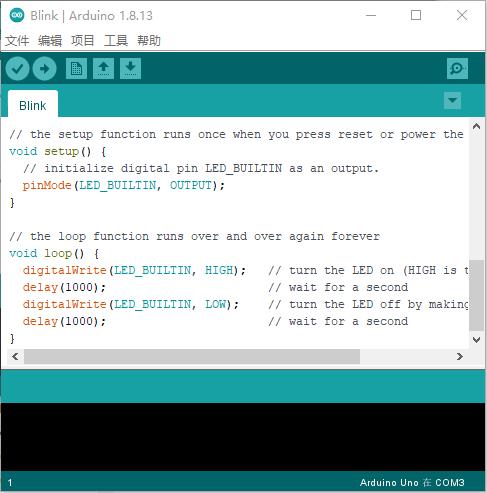 Blink | Arduino 1.8.13
文件 编辑 项目 工具 帮助
Blink
// the setup function runs once when you press reset or power the
void setup() {
  // initialize digital pin LED_BUILTIN as an output.
  pinMode(LED_BUILTIN, OUTPUT);
}
// the loop function runs over and over again forever
void loop() {
  digitalWrite(LED_BUILTIN, HIGH);   // turn the LED on (HIGH is t
  delay(1000);                       // wait for a second
  digitalWrite(LED_BUILTIN, LOW);    // turn the LED off by making
  delay(1000);                       // wait for a second
}
1
Arduino Uno 在 COM3